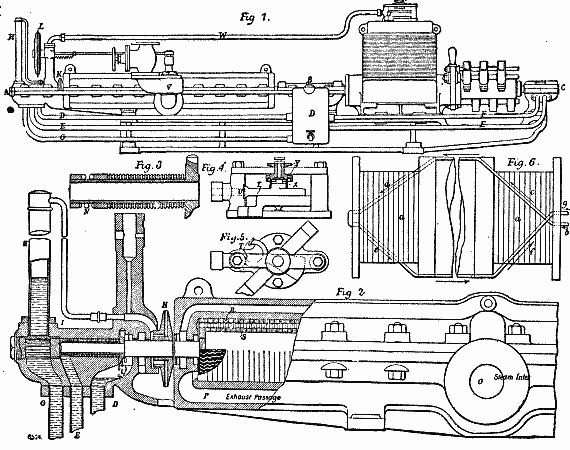 Fig 1.
H
L
W
K
A
V
B
C
D
D
F
E
E
G
Fig. 3
Fig. 4.
Fig. 6.
N
Fig. 5.
Fig 2
H
I
R
S
O
Steam Inlet
P
Exhaust Passage
G
E
D